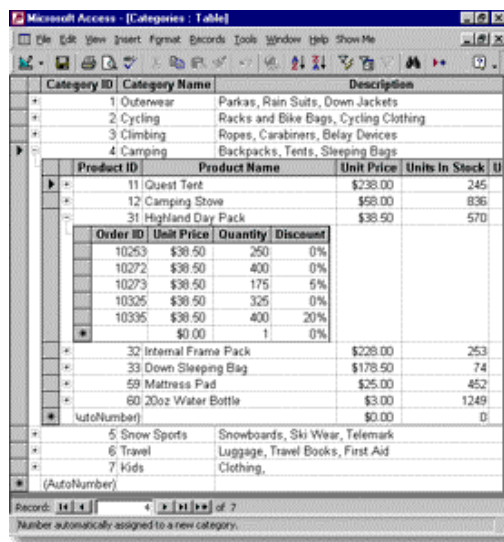 Microsoft Access - [Categories : Table]
File Edit View Insert Format Records Tools Window Help Show Me
Category ID Category Name Description
1 Outerwear Parkas, Rain Suits, Down Jackets
2 Cycling Racks and Bike Bags, Cycling Clothing
3 Climbing Ropes, Carabiners, Belay Devices
4 Camping Backpacks, Tents, Sleeping Bags
Product ID Product Name Unit Price Units In Stock U
11 Quest Tent $238.00 245
12 Camping Stove $58.00 836
31 Highland Day Pack $38.50 570
Order ID Unit Price Quantity Discount
10253 $38.50 250 0%
10272 $38.50 400 0%
10273 $38.50 175 5%
10325 $38.50 325 0%
10335 $38.50 400 20%
$0.00 1 0%
32 Internal Frame Pack $228.00 253
33 Down Sleeping Bag $178.50 74
59 Mattress Pad $25.00 452
60 20oz Water Bottle $3.00 1249
\utoNumber) $0.00 0
5 Snow Sports Snowboards, Ski Wear, Telemark
6 Travel Luggage, Travel Books, First Aid
7 Kids Clothing,
(AutoNumber)
Record: 4 of 7
Number automatically assigned to a new category.